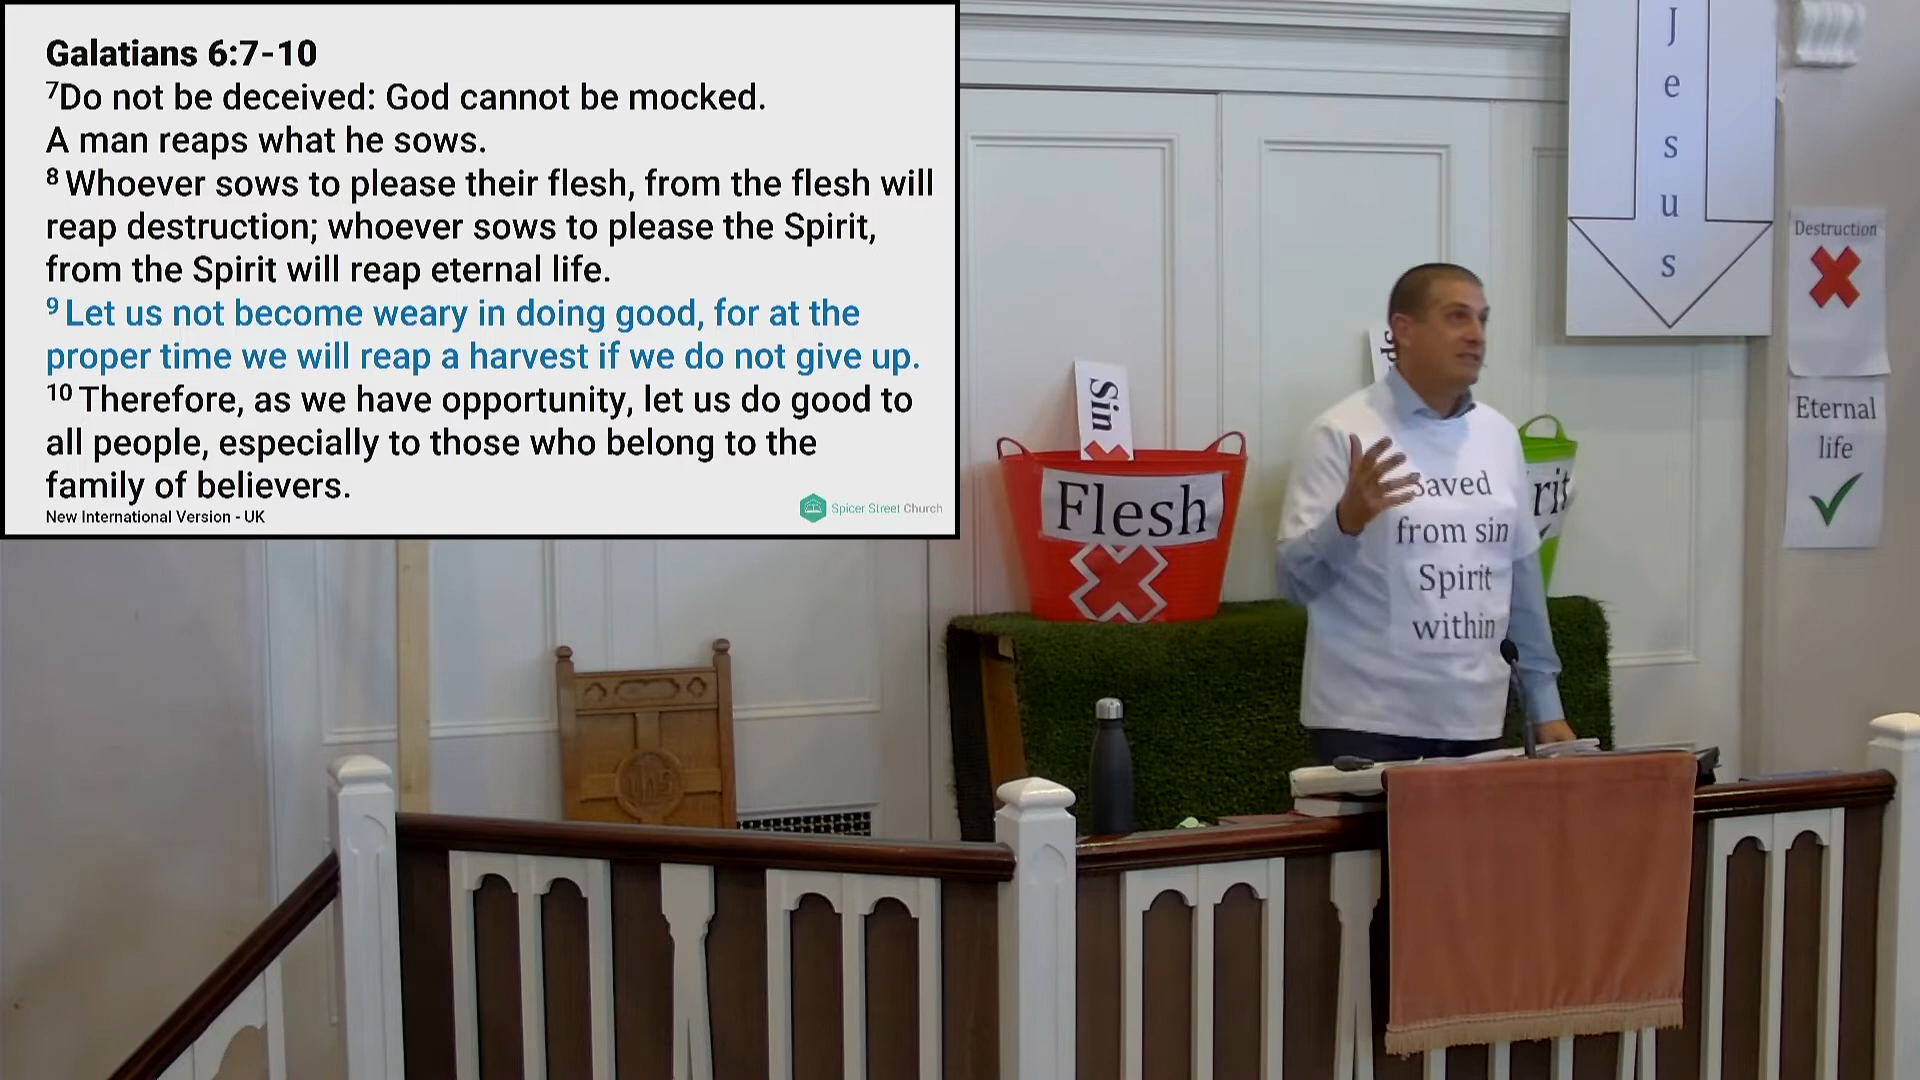 Galatians 6:7-10
⁷Do not be deceived: God cannot be mocked.
A man reaps what he sows.
⁸ Whoever sows to please their flesh, from the flesh will
reap destruction; whoever sows to please the Spirit,
from the Spirit will reap eternal life.
⁹ Let us not become weary in doing good, for at the
proper time we will reap a harvest if we do not give up.
¹⁰ Therefore, as we have opportunity, let us do good to
all people, especially to those who belong to the
family of believers.
New International Version - UK
Spicer Street Church
Jesus
Destruction
Eternal
life
Sin
Sp
Flesh
rit
Saved
from sin
Spirit
within
IHS